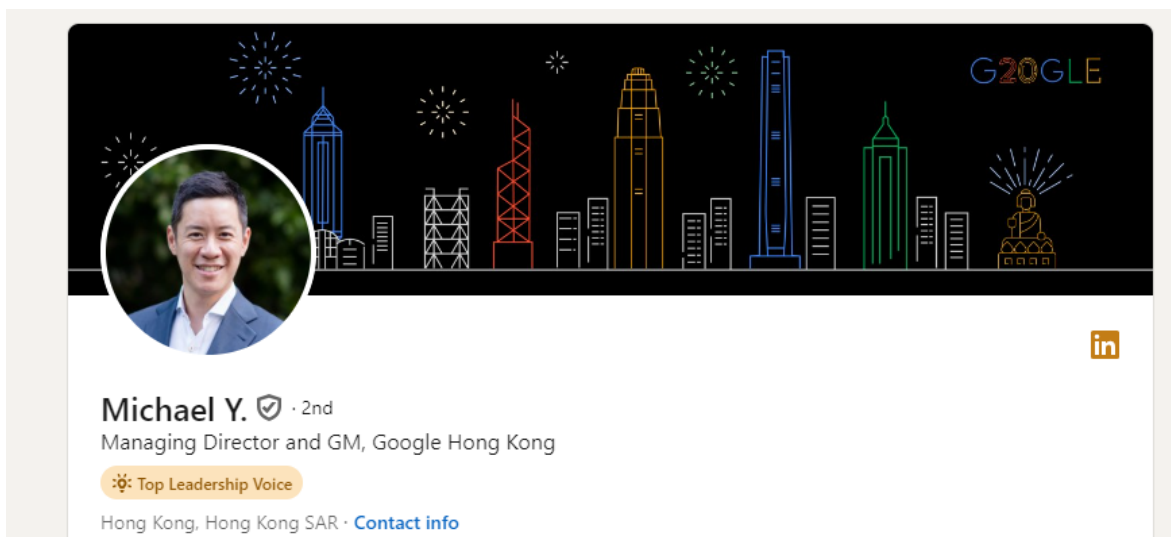 G20GLE
in
Michael Y. · 2nd
Managing Director and GM, Google Hong Kong
Top Leadership Voice
Hong Kong, Hong Kong SAR · Contact info